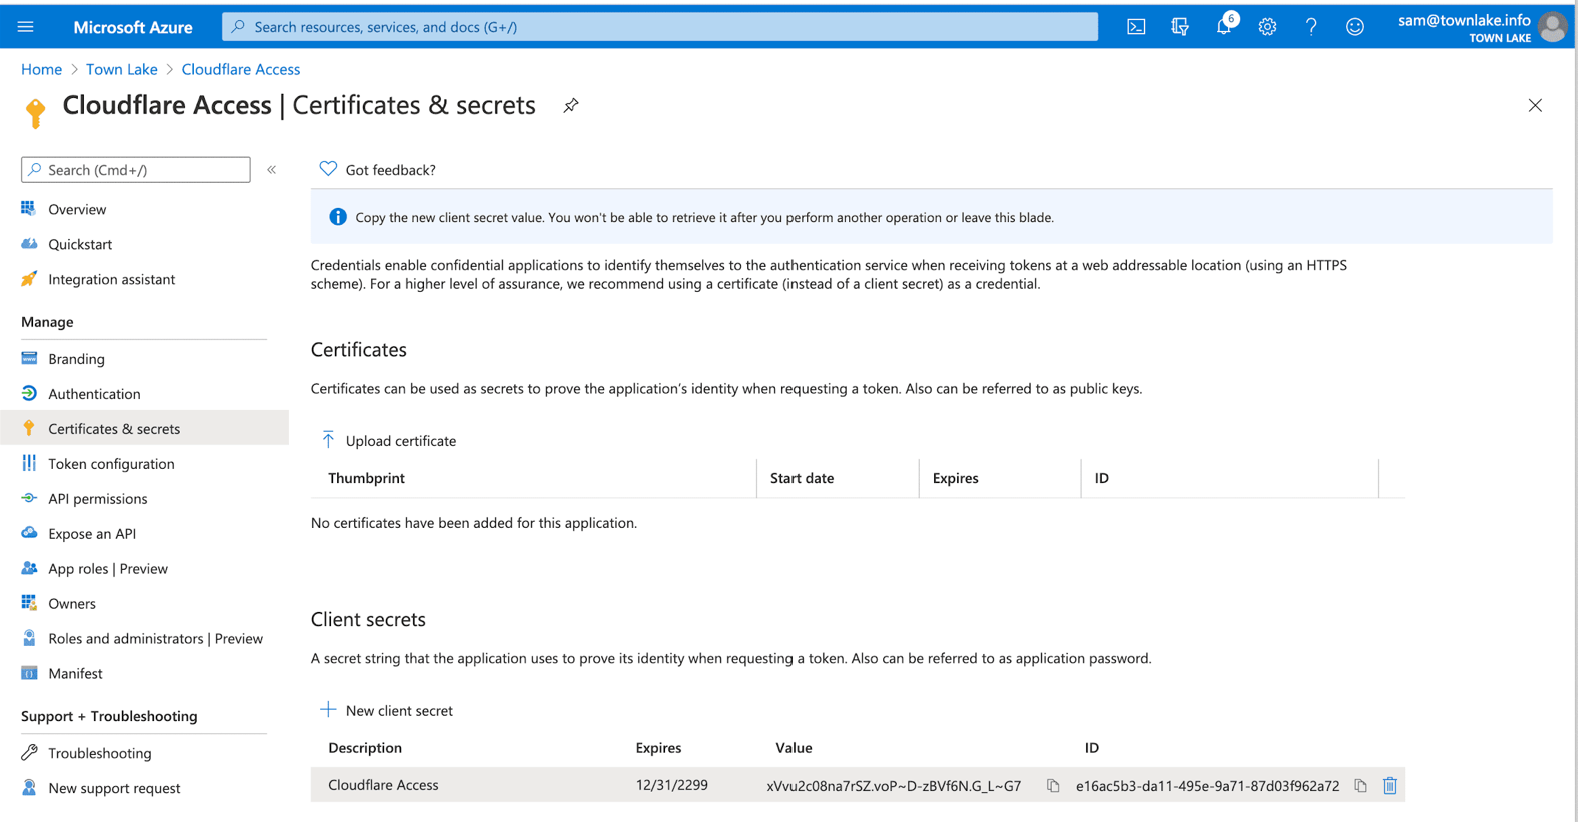 Microsoft Azure
Search resources, services, and docs (G+/)
6
sam@townlake.info
TOWN LAKE
Home > Town Lake > Cloudflare Access
Cloudflare Access | Certificates & secrets
Search (Cmd+/)
«
Overview
Quickstart
Integration assistant
Manage
Branding
Authentication
Certificates & secrets
Token configuration
API permissions
Expose an API
App roles | Preview
Owners
Roles and administrators | Preview
Manifest
Support + Troubleshooting
Troubleshooting
New support request
Got feedback?
Copy the new client secret value. You won't be able to retrieve it after you perform another operation or leave this blade.
Credentials enable confidential applications to identify themselves to the authentication service when receiving tokens at a web addressable location (using an HTTPS
scheme). For a higher level of assurance, we recommend using a certificate (instead of a client secret) as a credential.
Certificates
Certificates can be used as secrets to prove the application's identity when requesting a token. Also can be referred to as public keys.
Upload certificate
Thumbprint Start date Expires ID
No certificates have been added for this application.
Client secrets
A secret string that the application uses to prove its identity when requesting a token. Also can be referred to as application password.
New client secret
Description Expires Value ID
Cloudflare Access 12/31/2299 xVvu2c08na7rSZ.voP~D-zBVf6N.G_L~G7 e16ac5b3-da11-495e-9a71-87d03f962a72